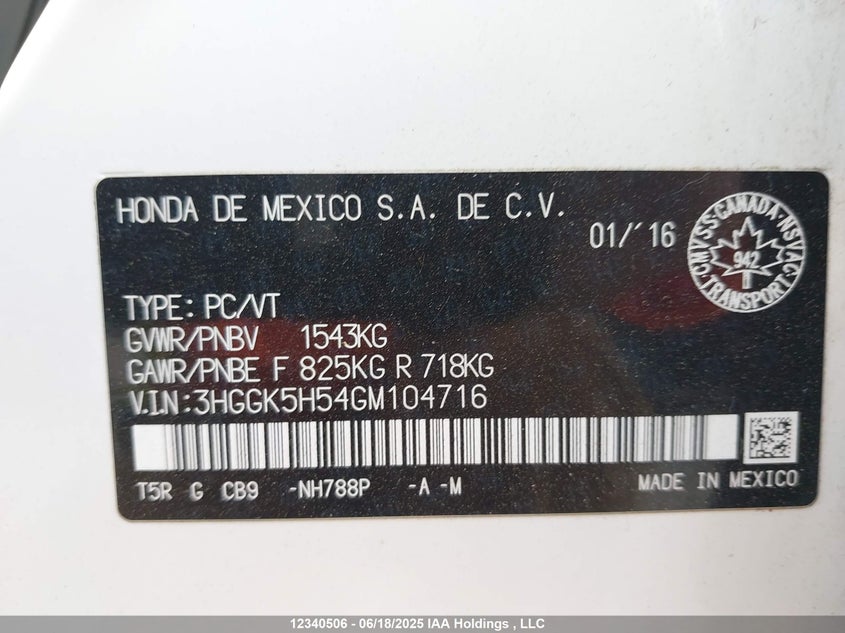 HONDA DE MEXICO S.A. DE C.V.
01/'16
CMVSS-CANADA-NSVAC
942
TRANSPORT
TYPE: PC/VT
GVWR/PNBV 1543KG
GAWR/PNBE F 825KG R 718KG
V.I.N:3HGGK5H54GM104716
T5R G CB9 -NH788P -A -M MADE IN MEXICO
12340506 - 06/18/2025 IAA Holdings , LLC